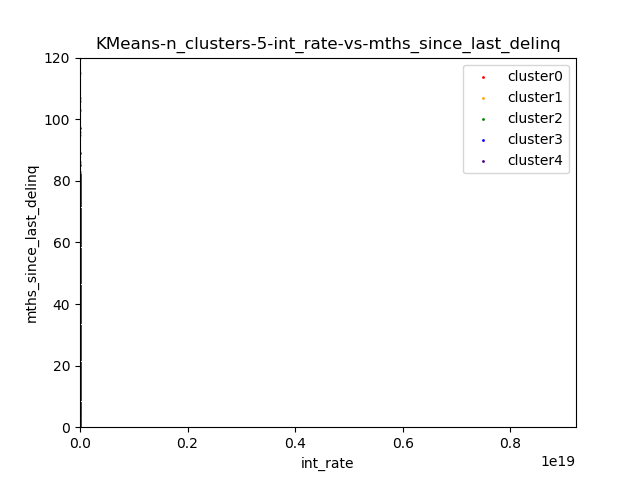 KMeans-n_clusters-5-int_rate-vs-mths_since_last_delinq
cluster0
cluster1
cluster2
cluster3
cluster4
mths_since_last_delinq
120
100
80
60
40
20
0
0.0 0.2 0.4 0.6 0.8
1e19
int_rate